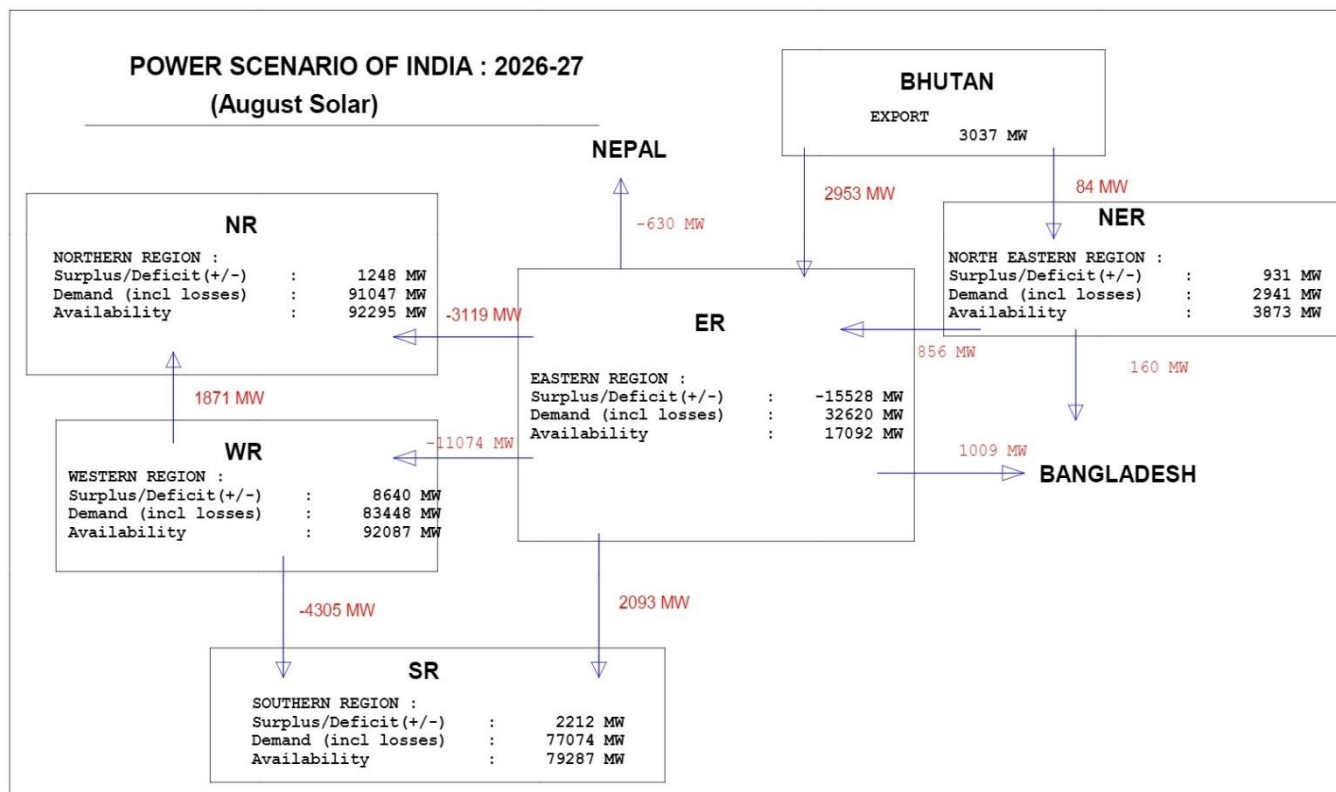 POWER SCENARIO OF INDIA : 2026-27
(August Solar)
BHUTAN
EXPORT
3037 MW
NEPAL
2953 MW
84 MW
-630 MW
NR
NORTHERN REGION :
Surplus/Deficit(+/-) : 1248 MW
Demand (incl losses) : 91047 MW
Availability : 92295 MW
NER
NORTH EASTERN REGION :
Surplus/Deficit(+/-) : 931 MW
Demand (incl losses) : 2941 MW
Availability : 3873 MW
-3119 MW
ER
EASTERN REGION :
Surplus/Deficit(+/-) : -15528 MW
Demand (incl losses) : 32620 MW
Availability : 17092 MW
856 MW
160 MW
1871 MW
-11074 MW
1009 MW
BANGLADESH
WR
WESTERN REGION :
Surplus/Deficit(+/-) : 8640 MW
Demand (incl losses) : 83448 MW
Availability : 92087 MW
-4305 MW
2093 MW
SR
SOUTHERN REGION :
Surplus/Deficit(+/-) : 2212 MW
Demand (incl losses) : 77074 MW
Availability : 79287 MW